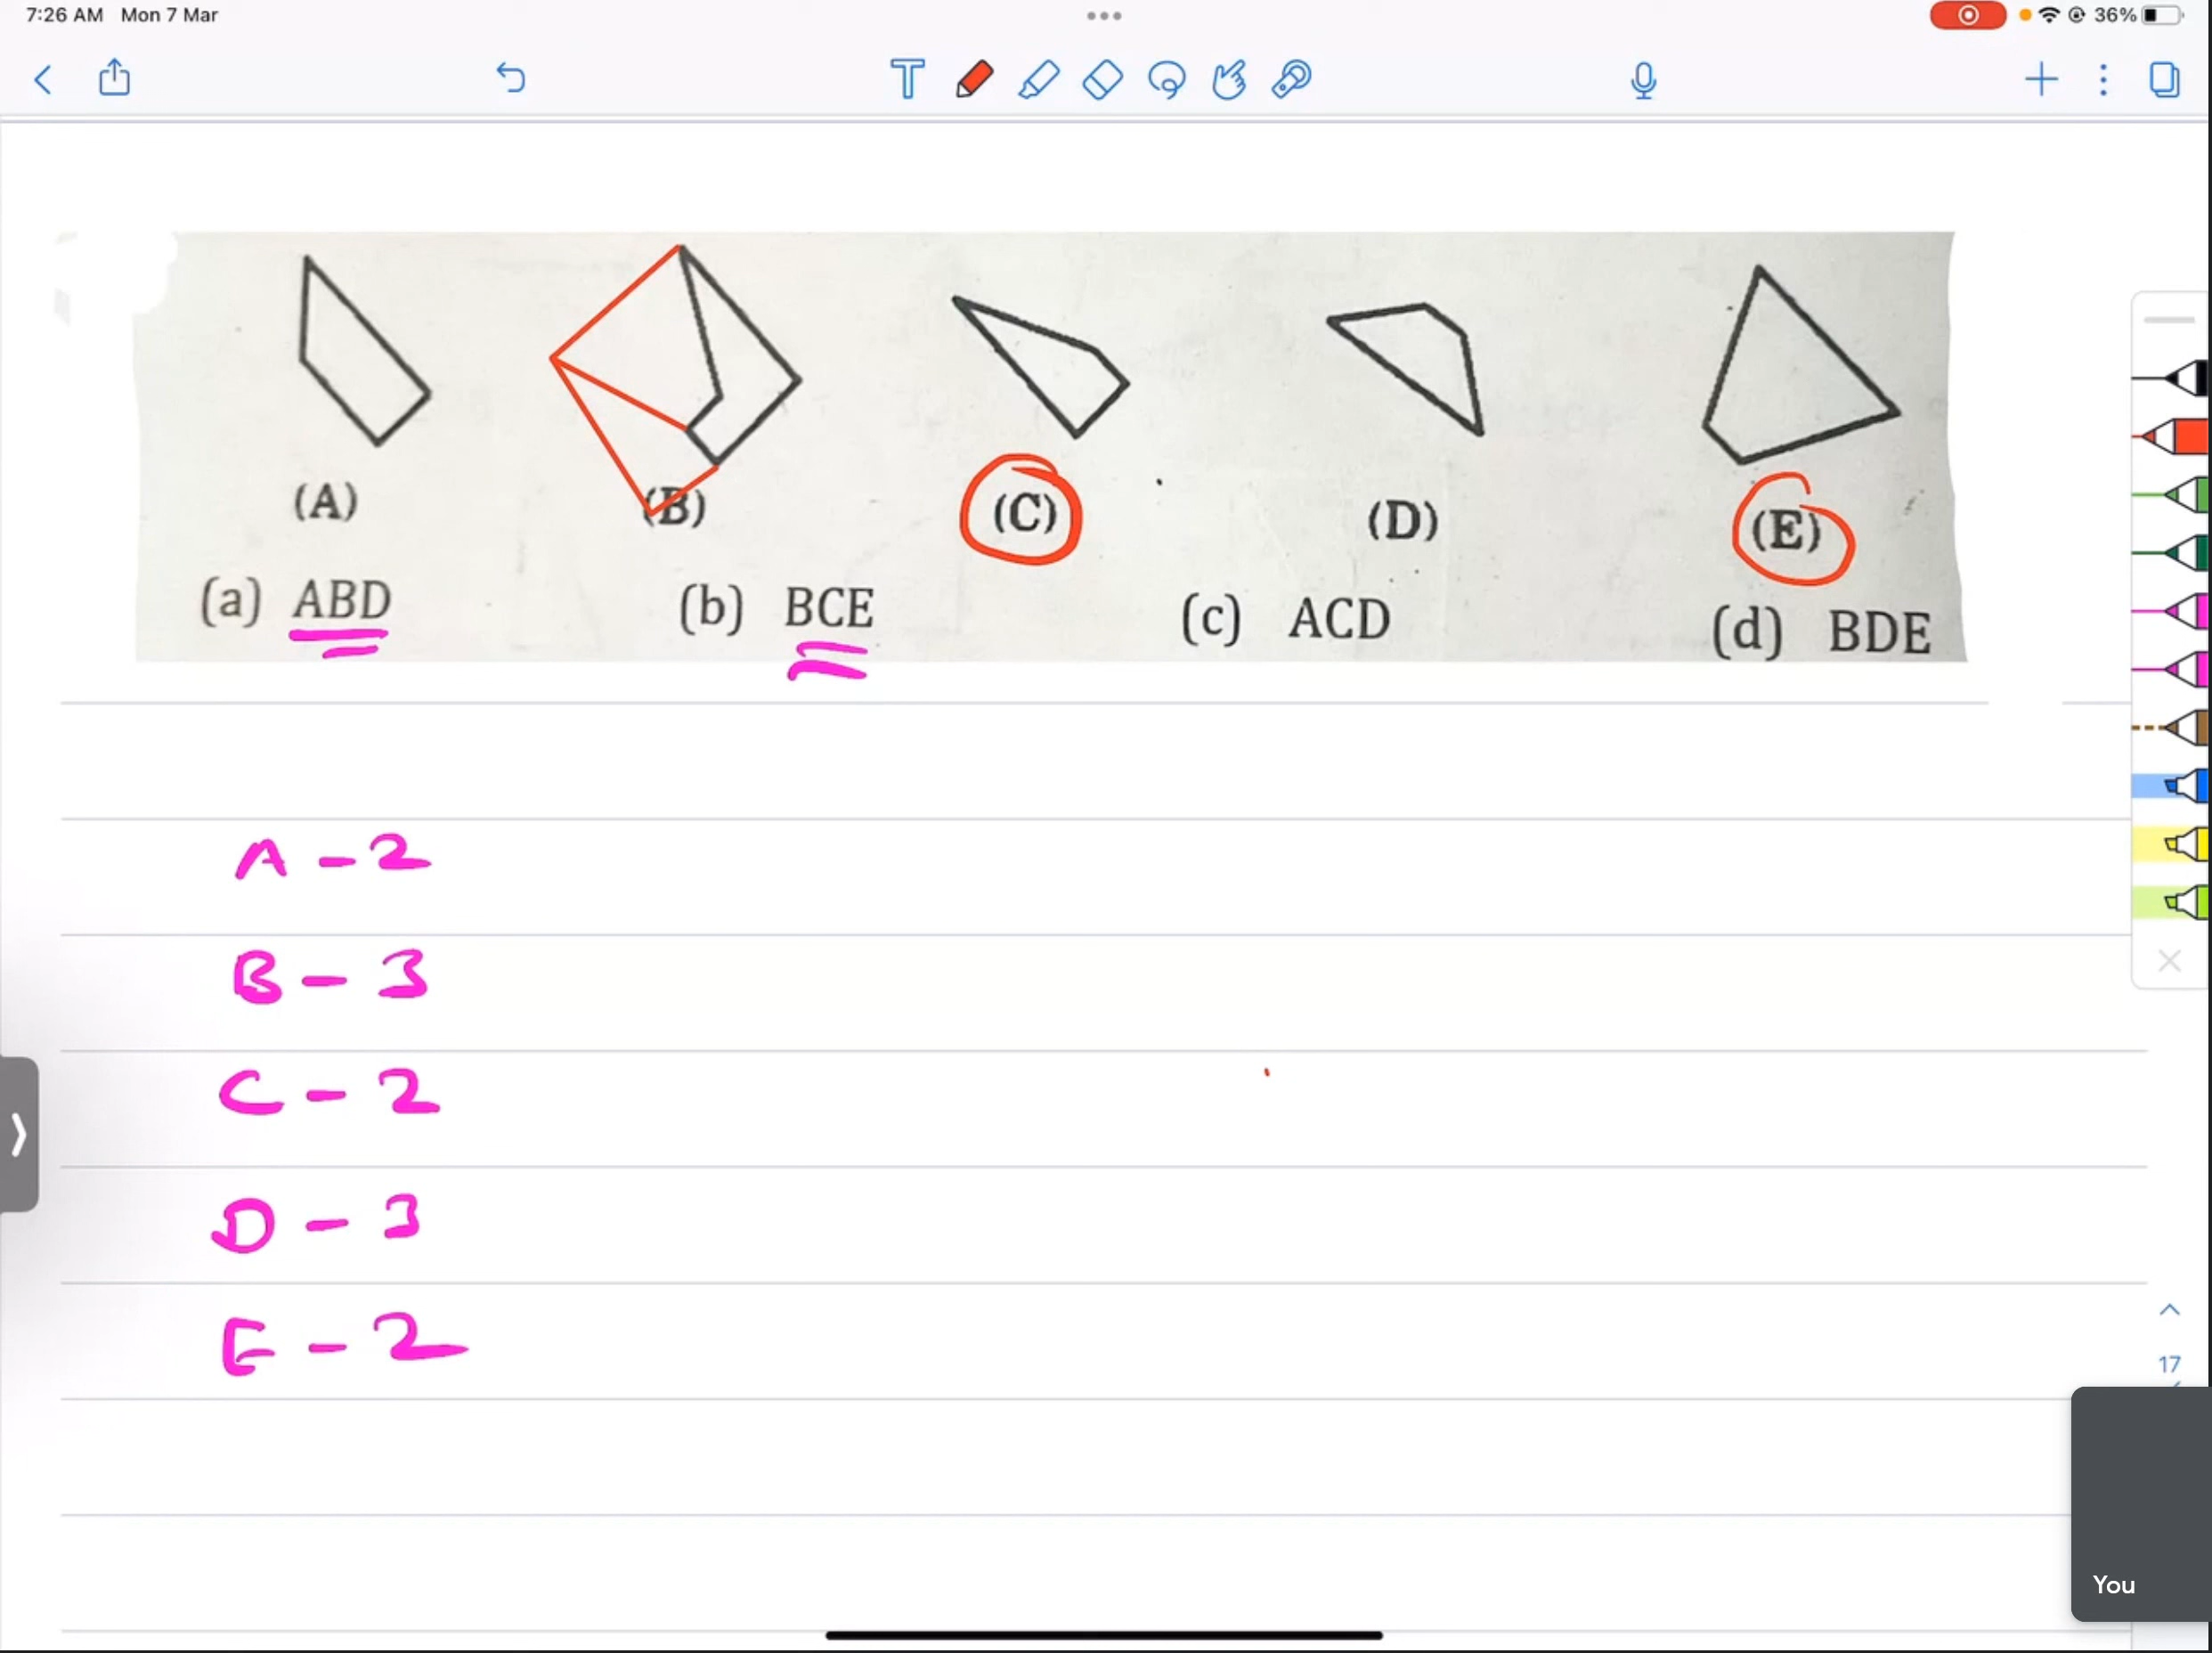 7:26 AM Mon 7 Mar
36%
T
(A) (B) (C) (D) (E)
(a) ABD (b) BCE (c) ACD (d) BDE
A - 2
B - 3
C - 2
D - 3
E - 2
17
You